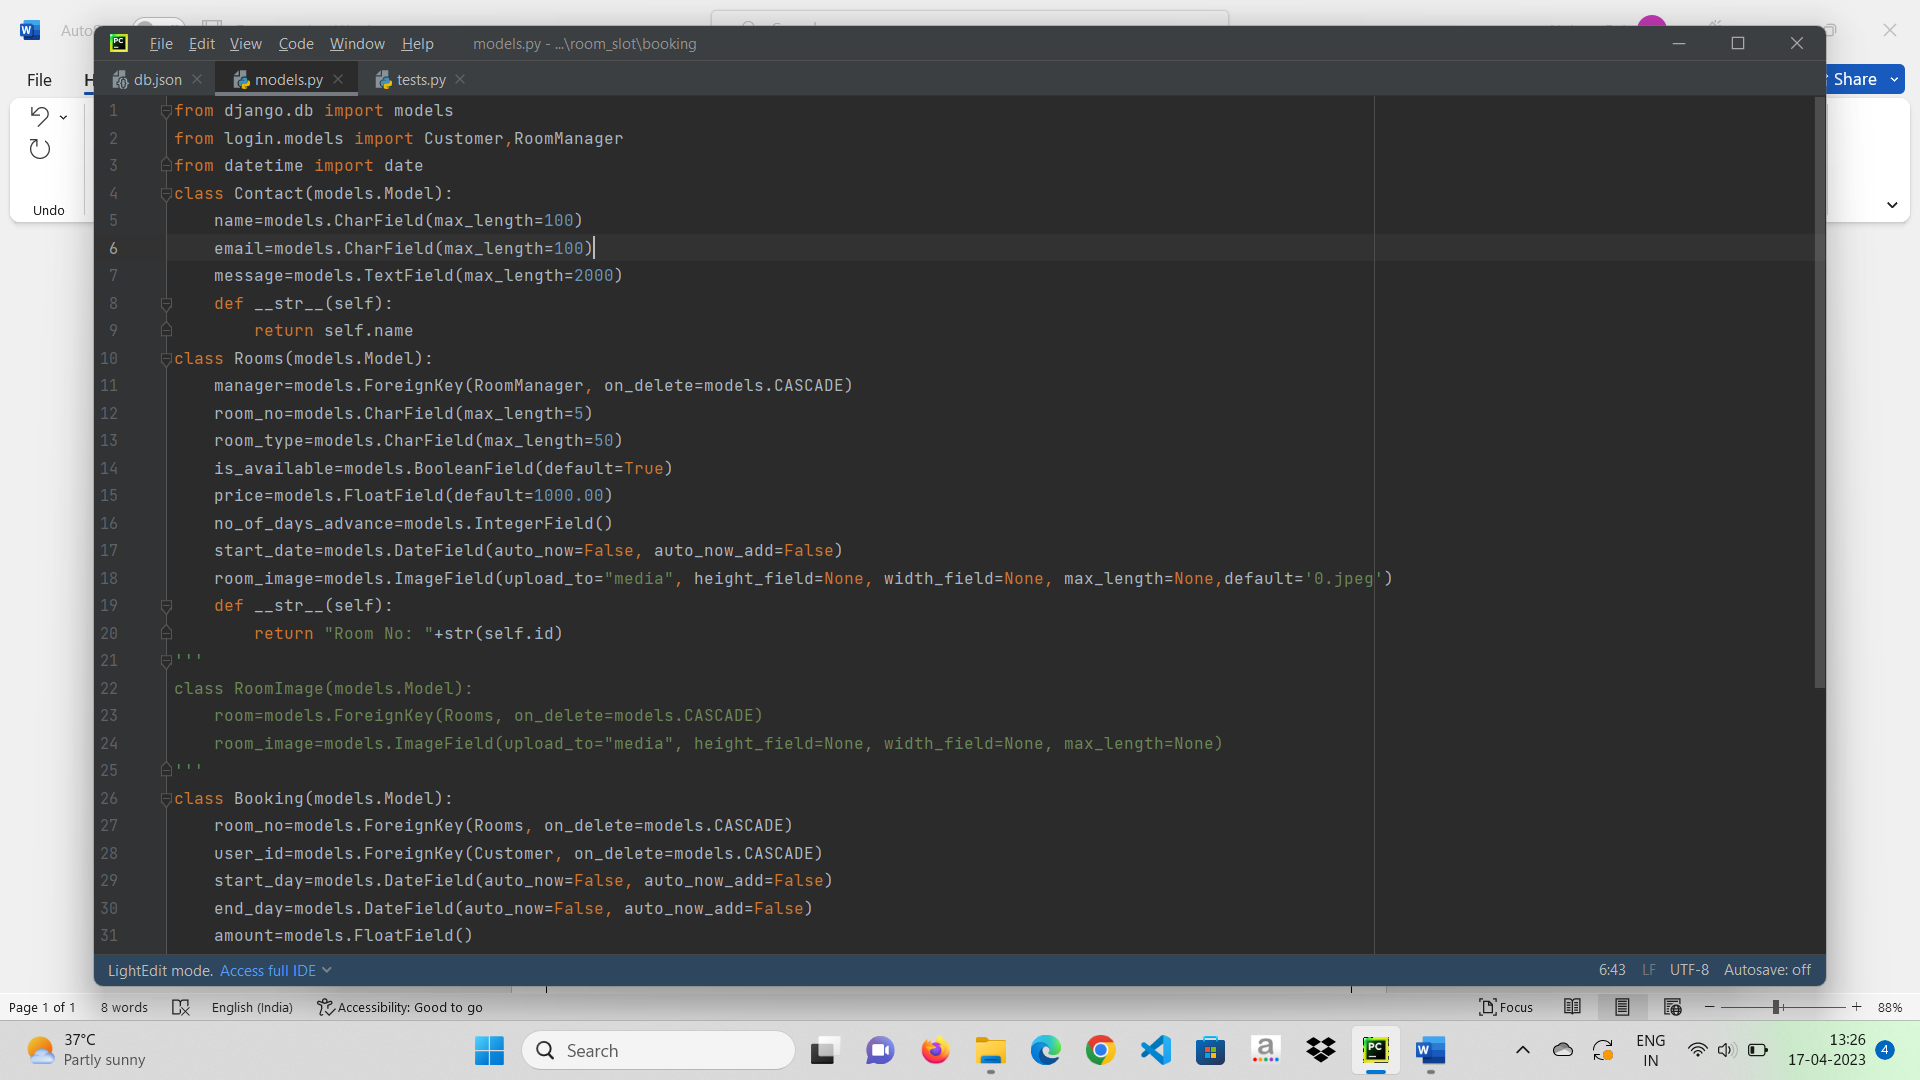 File Edit View Code Window Help models.py - ...\room_slot\booking
File
Share
db.json models.py tests.py
Undo
1 from django.db import models
2 from login.models import Customer,RoomManager
3 from datetime import date
4 class Contact(models.Model):
5 name=models.CharField(max_length=100)
6 email=models.CharField(max_length=100)
7 message=models.TextField(max_length=2000)
8 def __str__(self):
9 return self.name
10 class Rooms(models.Model):
11 manager=models.ForeignKey(RoomManager, on_delete=models.CASCADE)
12 room_no=models.CharField(max_length=5)
13 room_type=models.CharField(max_length=50)
14 is_available=models.BooleanField(default=True)
15 price=models.FloatField(default=1000.00)
16 no_of_days_advance=models.IntegerField()
17 start_date=models.DateField(auto_now=False, auto_now_add=False)
18 room_image=models.ImageField(upload_to="media", height_field=None, width_field=None, max_length=None,default='0.jpeg')
19 def __str__(self):
20 return "Room No: "+str(self.id)
21 '''
22 class RoomImage(models.Model):
23 room=models.ForeignKey(Rooms, on_delete=models.CASCADE)
24 room_image=models.ImageField(upload_to="media", height_field=None, width_field=None, max_length=None)
25 '''
26 class Booking(models.Model):
27 room_no=models.ForeignKey(Rooms, on_delete=models.CASCADE)
28 user_id=models.ForeignKey(Customer, on_delete=models.CASCADE)
29 start_day=models.DateField(auto_now=False, auto_now_add=False)
30 end_day=models.DateField(auto_now=False, auto_now_add=False)
31 amount=models.FloatField()
LightEdit mode. Access full IDE 6:43 LF UTF-8 Autosave: off
Page 1 of 1 8 words English (India) Accessibility: Good to go Focus 88%
37°C
Partly sunny
Search
ENG
IN
13:26
17-04-2023
4